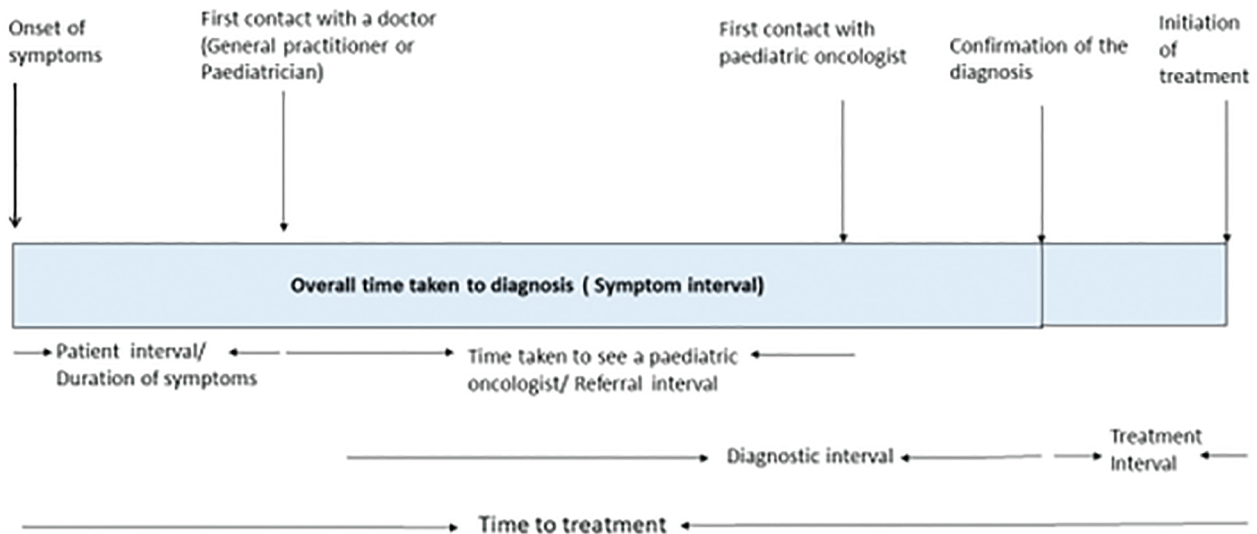 Onset of
symptoms
First contact with a doctor
(General practitioner or
Paediatrician)
First contact with
paediatric oncologist
Confirmation of the
diagnosis
Initiation
of
treatment
Overall time taken to diagnosis ( Symptom interval)
Patient interval/
Duration of symptoms
Time taken to see a paediatric
oncologist/ Referral interval
Diagnostic interval
Treatment
Interval
Time to treatment